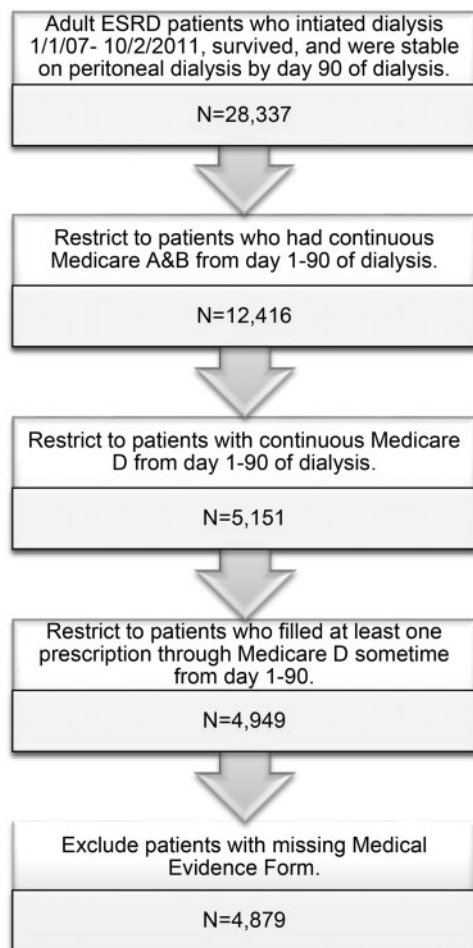 Adult ESRD patients who intiated dialysis
1/1/07- 10/2/2011, survived, and were stable
on peritoneal dialysis by day 90 of dialysis.
N=28,337
Restrict to patients who had continuous
Medicare A&B from day 1-90 of dialysis.
N=12,416
Restrict to patients with continuous Medicare
D from day 1-90 of dialysis.
N=5,151
Restrict to patients who filled at least one
prescription through Medicare D sometime
from day 1-90.
N=4,949
Exclude patients with missing Medical
Evidence Form.
N=4,879